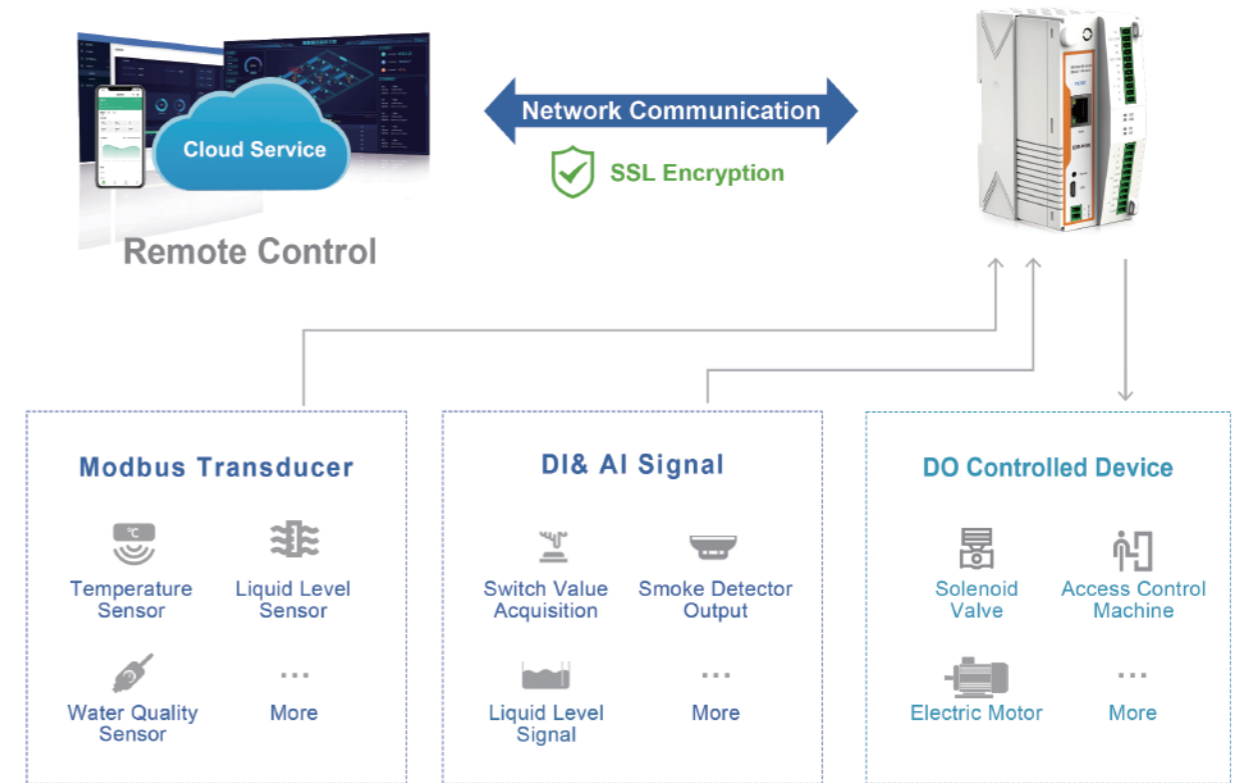 Cloud Service
Remote Control
Network Communication
SSL Encryption
Modbus Transducer
°C
Temperature
Sensor
Liquid Level
Sensor
Water Quality
Sensor
...
More
DI& AI Signal
Switch Value
Acquisition
Smoke Detector
Output
Liquid Level
Signal
...
More
DO Controlled Device
Solenoid
Valve
Access Control
Machine
Electric Motor
...
More